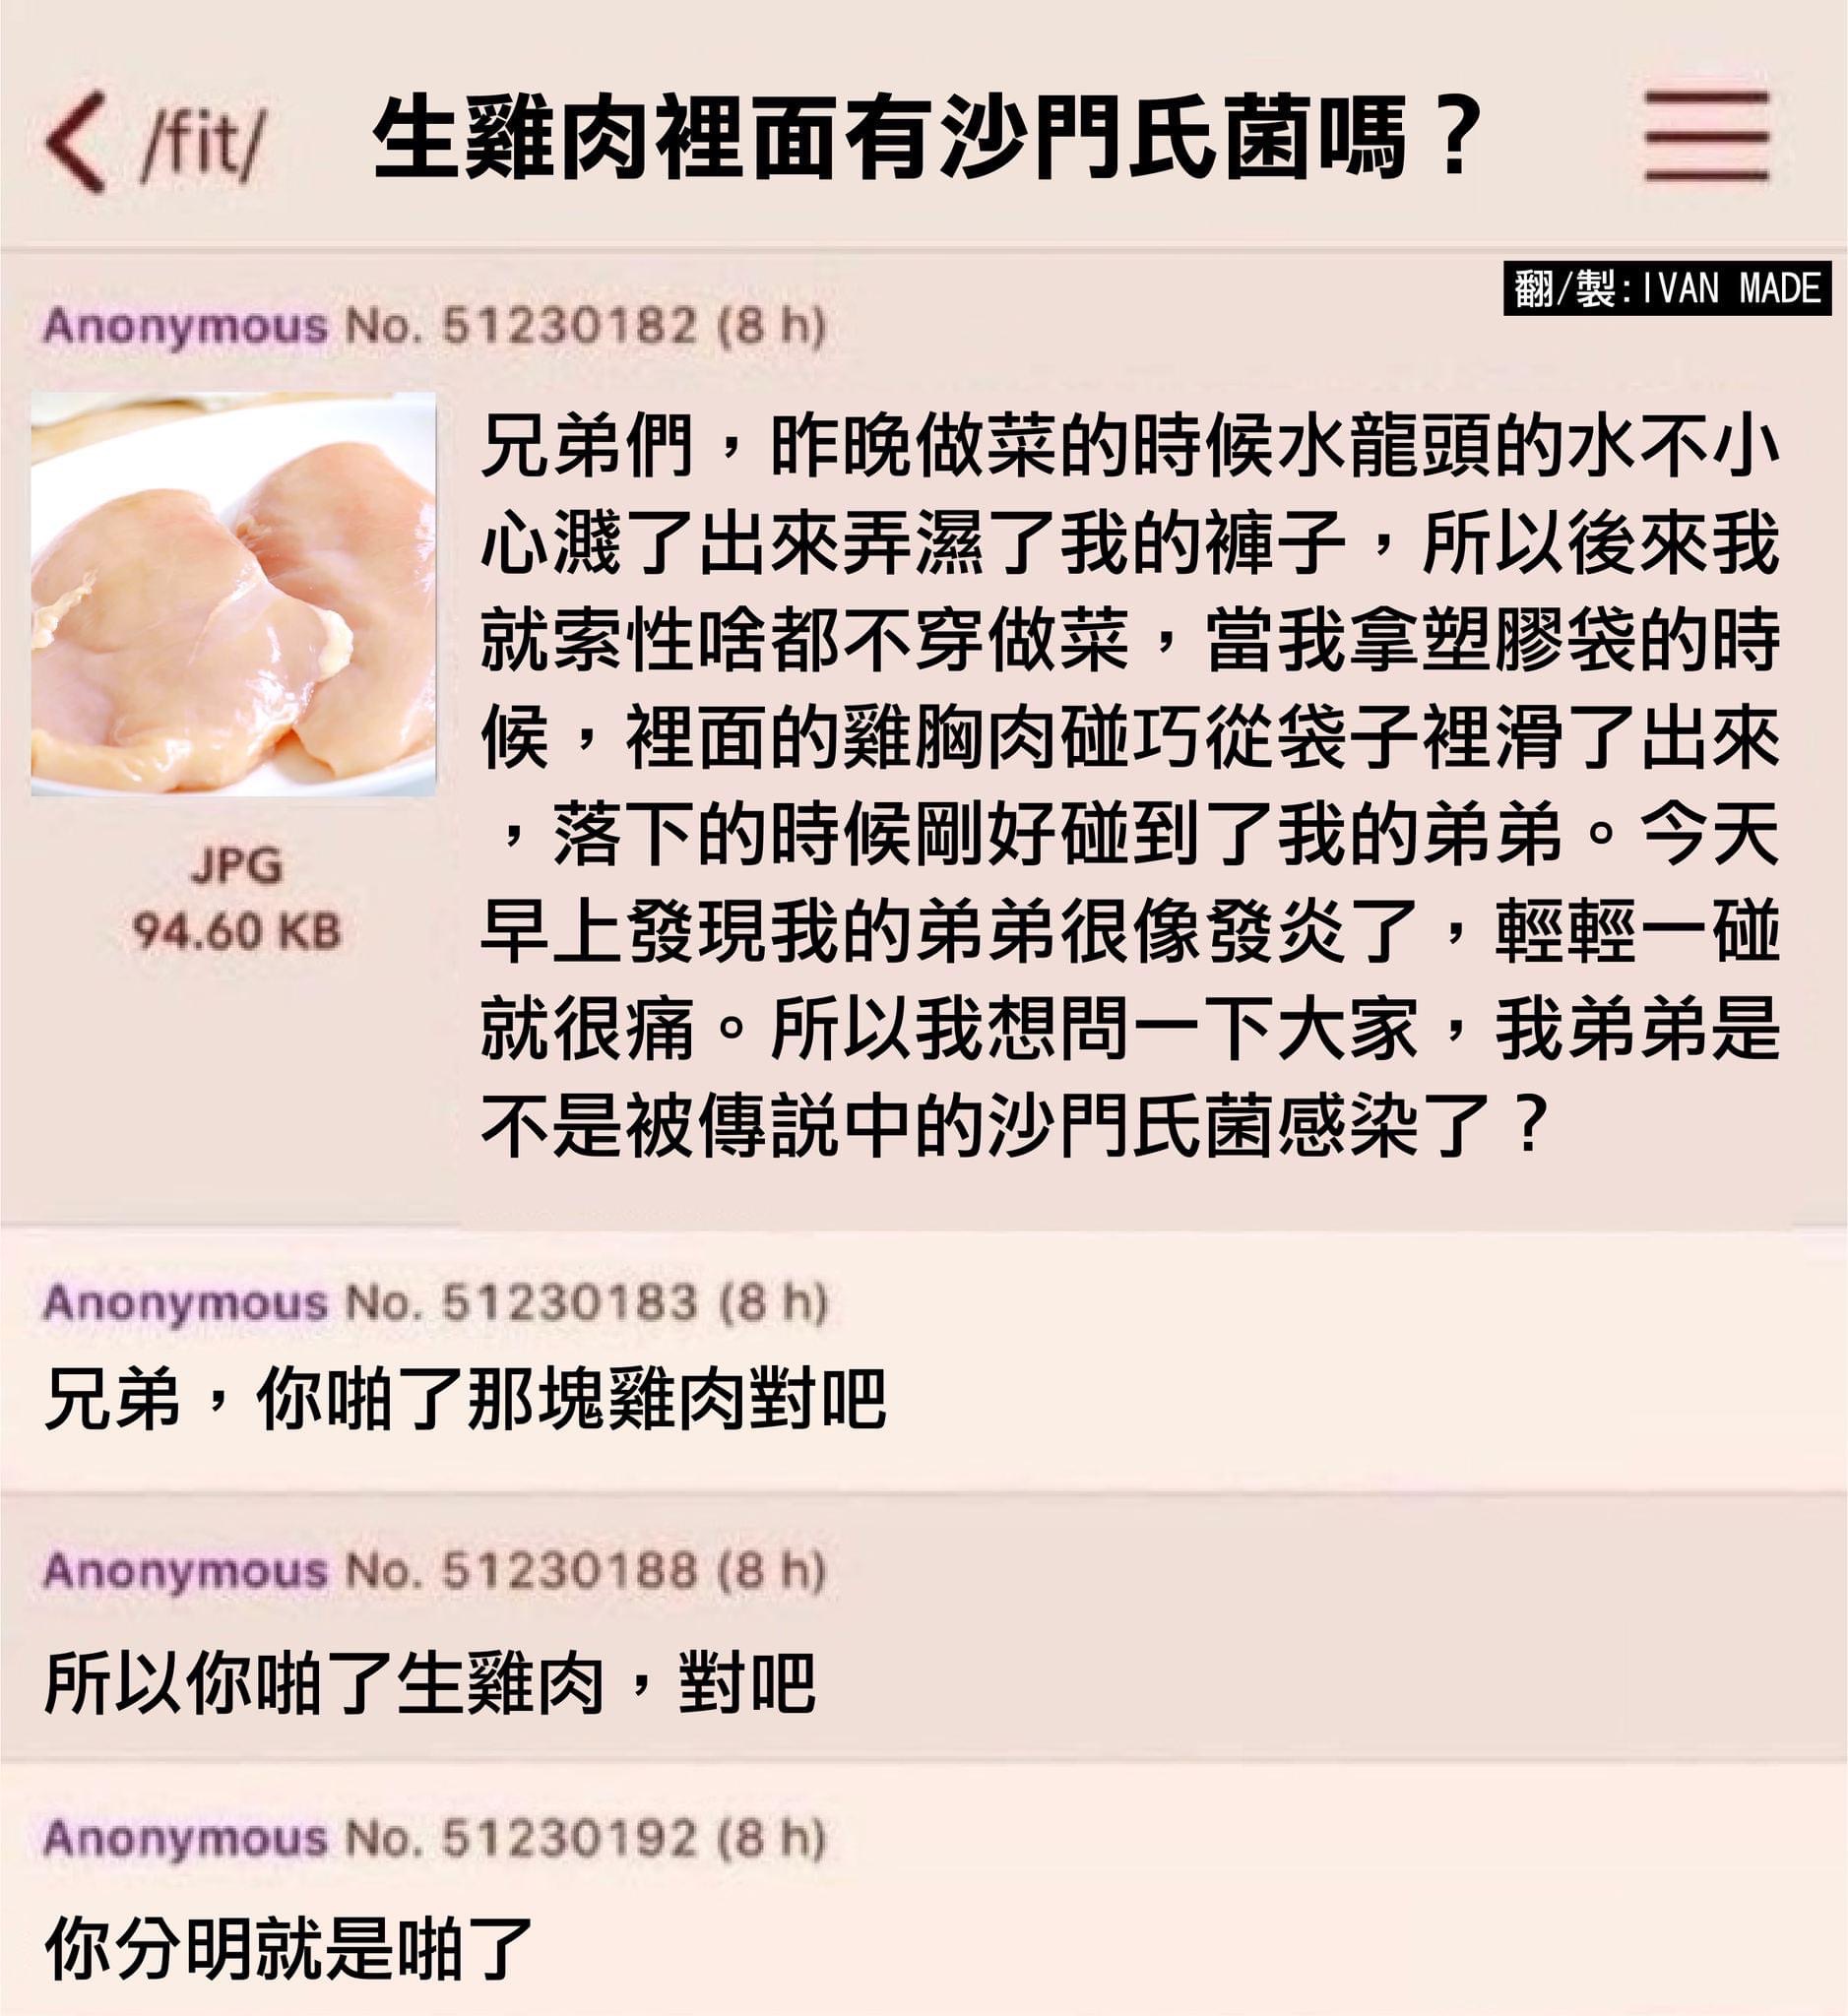 /fit/ 生雞肉裡面有沙門氏菌嗎？
翻/製:IVAN MADE
Anonymous No. 51230182 (8 h)
兄弟們，昨晚做菜的時候水龍頭的水不小
心濺了出來弄濕了我的褲子，所以後來我
就索性啥都不穿做菜，當我拿塑膠袋的時
候，裡面的雞胸肉碰巧從袋子裡滑了出來
，落下的時候剛好碰到了我的弟弟。今天
早上發現我的弟弟很像發炎了，輕輕一碰
就很痛。所以我想問一下大家，我弟弟是
不是被傳說中的沙門氏菌感染了？
JPG
94.60 KB
Anonymous No. 51230183 (8 h)
兄弟，你啪了那塊雞肉對吧
Anonymous No. 51230188 (8 h)
所以你啪了生雞肉，對吧
Anonymous No. 51230192 (8 h)
你分明就是啪了